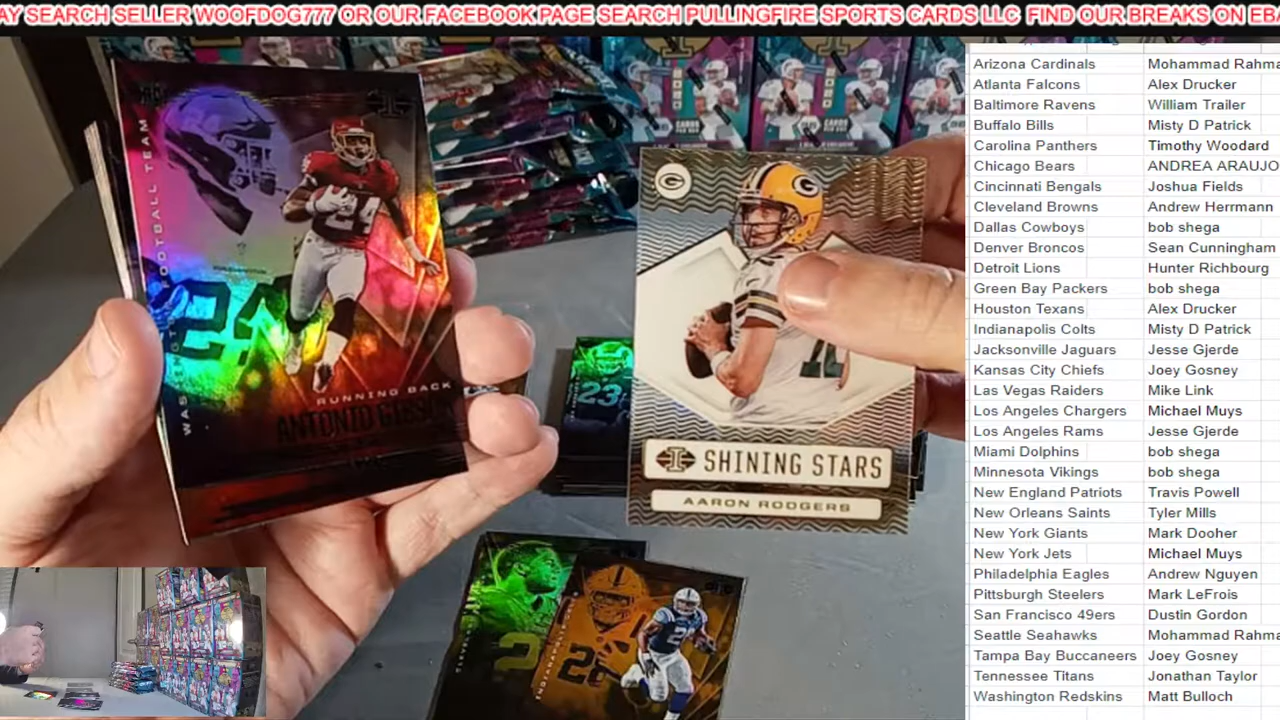 AY SEARCH SELLER WOOFDOG777 OR OUR FACEBOOK PAGE SEARCH PULLINGFIRE SPORTS CARDS LLC FIND OUR BREAKS ON EBA
Arizona Cardinals Mohammad Rahma
Atlanta Falcons Alex Drucker
Baltimore Ravens William Trailer
Buffalo Bills Misty D Patrick
Carolina Panthers Timothy Woodard
Chicago Bears ANDREA ARAUJO
Cincinnati Bengals Joshua Fields
Cleveland Browns Andrew Herrmann
Dallas Cowboys bob shega
Denver Broncos Sean Cunningham
Detroit Lions Hunter Richbourg
Green Bay Packers bob shega
Houston Texans Alex Drucker
Indianapolis Colts Misty D Patrick
Jacksonville Jaguars Jesse Gjerde
Kansas City Chiefs Joey Gosney
Las Vegas Raiders Mike Link
Los Angeles Chargers Michael Muys
Los Angeles Rams Jesse Gjerde
Miami Dolphins bob shega
Minnesota Vikings bob shega
New England Patriots Travis Powell
New Orleans Saints Tyler Mills
New York Giants Mark Dooher
New York Jets Michael Muys
Philadelphia Eagles Andrew Nguyen
Pittsburgh Steelers Mark LeFrois
San Francisco 49ers Dustin Gordon
Seattle Seahawks Mohammad Rahma
Tampa Bay Buccaneers Joey Gosney
Tennessee Titans Jonathan Taylor
Washington Redskins Matt Bulloch
WASHINGTON FOOTBALL TEAM
24
24
RUNNING BACK
ANTONIO GIBSON
G
G
SHINING STARS
AARON RODGERS
23
2